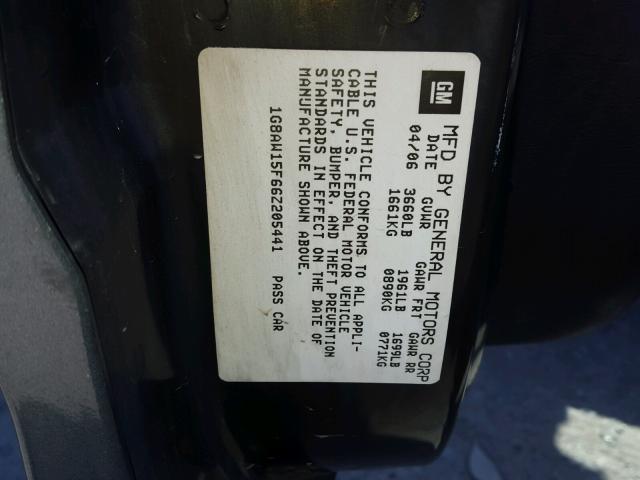 GM
MFD BY GENERAL MOTORS CORP
DATE GVWR GAWR FRT GAWR RR
04/06 3660LB 1961LB 1699LB
1661KG 0890KG 0771KG
THIS VEHICLE CONFORMS TO ALL APPLI-
CABLE U.S. FEDERAL MOTOR VEHICLE
SAFETY, BUMPER, AND THEFT PREVENTION
STANDARDS IN EFFECT ON THE DATE OF
MANUFACTURE SHOWN ABOVE.
1G8AW15F66Z205441 PASS CAR